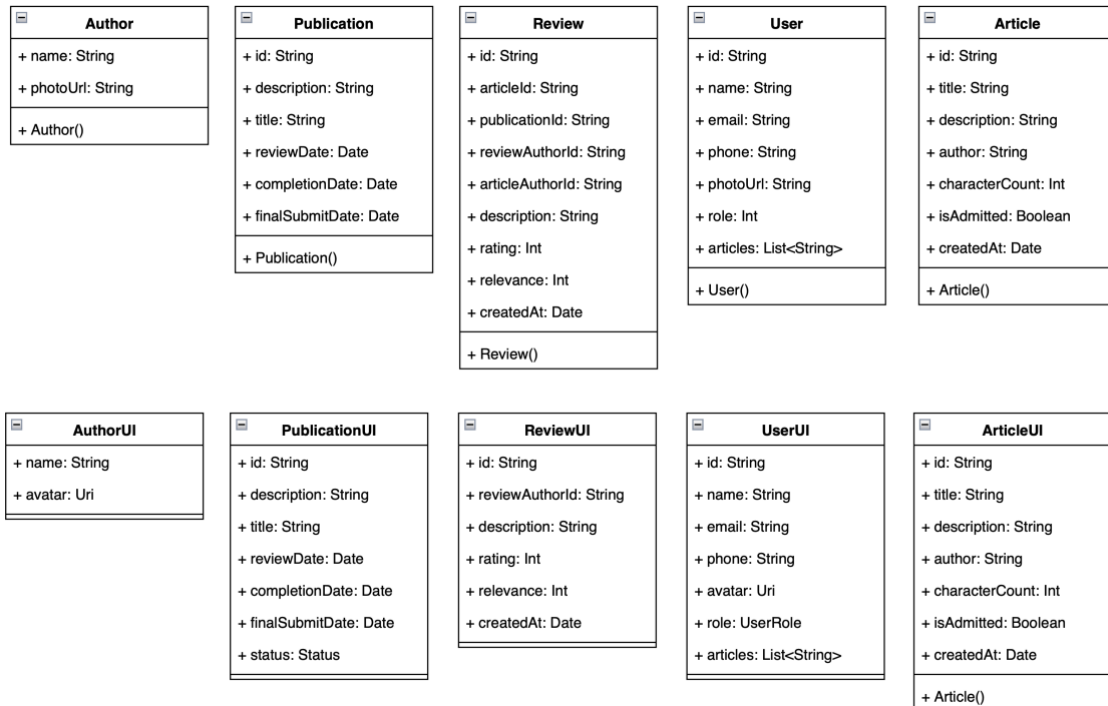 Author
+ name: String
+ photoUrl: String
+ Author()
Publication
+ id: String
+ description: String
+ title: String
+ reviewDate: Date
+ completionDate: Date
+ finalSubmitDate: Date
+ Publication()
Review
+ id: String
+ articleId: String
+ publicationId: String
+ reviewAuthorId: String
+ articleAuthorId: String
+ description: String
+ rating: Int
+ relevance: Int
+ createdAt: Date
+ Review()
User
+ id: String
+ name: String
+ email: String
+ phone: String
+ photoUrl: String
+ role: Int
+ articles: List<String>
+ User()
Article
+ id: String
+ title: String
+ description: String
+ author: String
+ characterCount: Int
+ isAdmitted: Boolean
+ createdAt: Date
+ Article()
AuthorUI
+ name: String
+ avatar: Uri
PublicationUI
+ id: String
+ description: String
+ title: String
+ reviewDate: Date
+ completionDate: Date
+ finalSubmitDate: Date
+ status: Status
ReviewUI
+ id: String
+ reviewAuthorId: String
+ description: String
+ rating: Int
+ relevance: Int
+ createdAt: Date
UserUI
+ id: String
+ name: String
+ email: String
+ phone: String
+ avatar: Uri
+ role: UserRole
+ articles: List<String>
ArticleUI
+ id: String
+ title: String
+ description: String
+ author: String
+ characterCount: Int
+ isAdmitted: Boolean
+ createdAt: Date
+ Article()